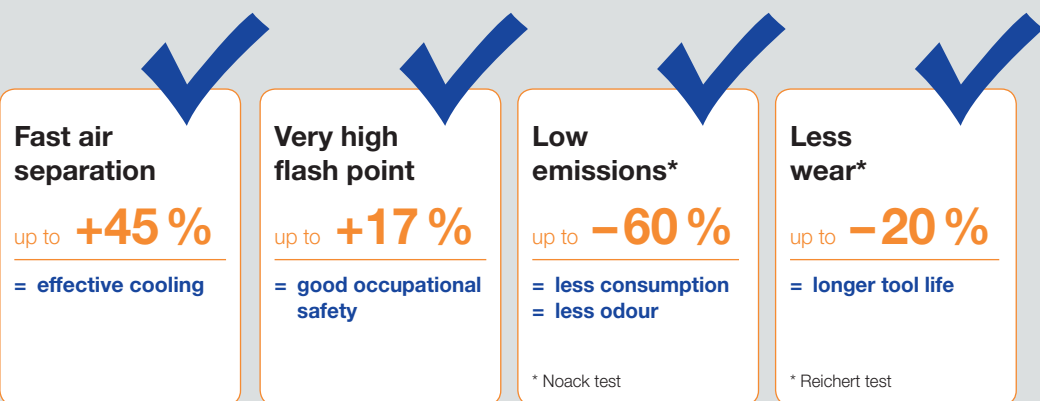 Fast air
separation
up to +45 %
= effective cooling
Very high
flash point
up to +17 %
= good occupational
safety
Low
emissions*
up to –60 %
= less consumption
= less odour
* Noack test
Less
wear*
up to –20 %
= longer tool life
* Reichert test